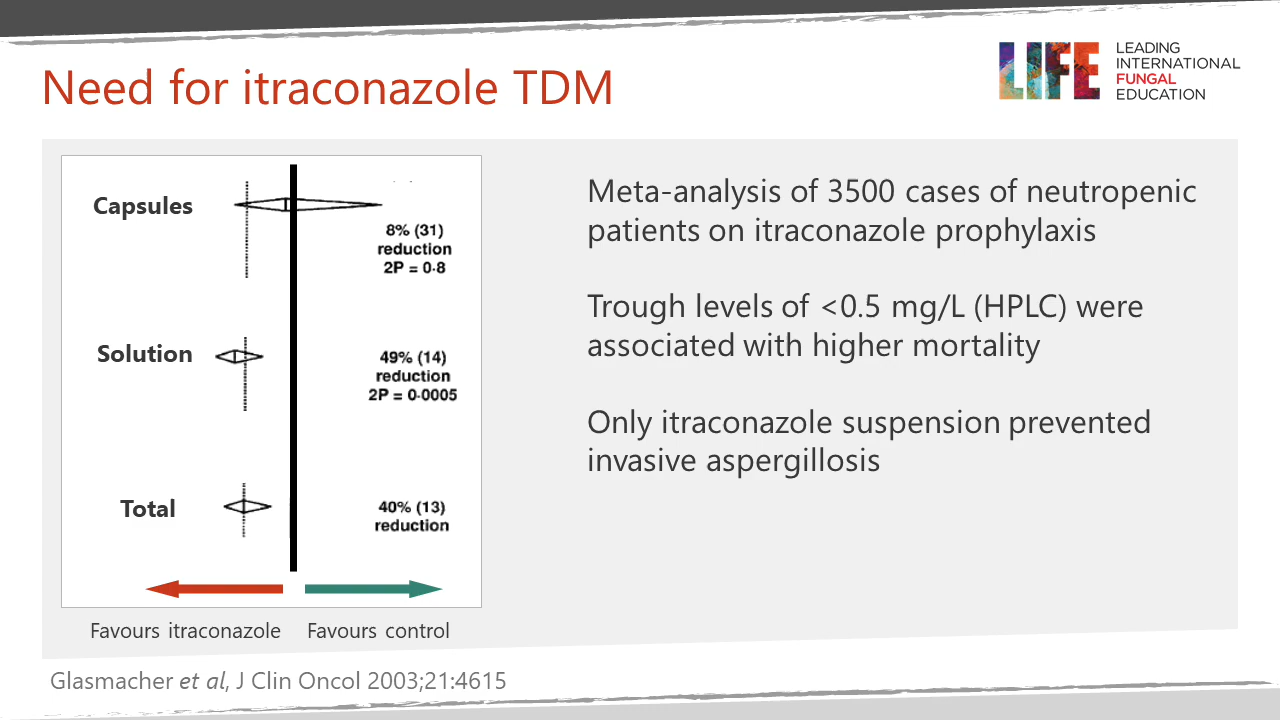 Need for itraconazole TDM
LIFE
LEADING
INTERNATIONAL
FUNGAL
EDUCATION
Capsules
8% (31)
reduction
2P = 0·8
Solution
49% (14)
reduction
2P = 0·0005
Total
40% (13)
reduction
Favours itraconazole
Favours control
Meta-analysis of 3500 cases of neutropenic
patients on itraconazole prophylaxis
Trough levels of <0.5 mg/L (HPLC) were
associated with higher mortality
Only itraconazole suspension prevented
invasive aspergillosis
Glasmacher et al, J Clin Oncol 2003;21:4615